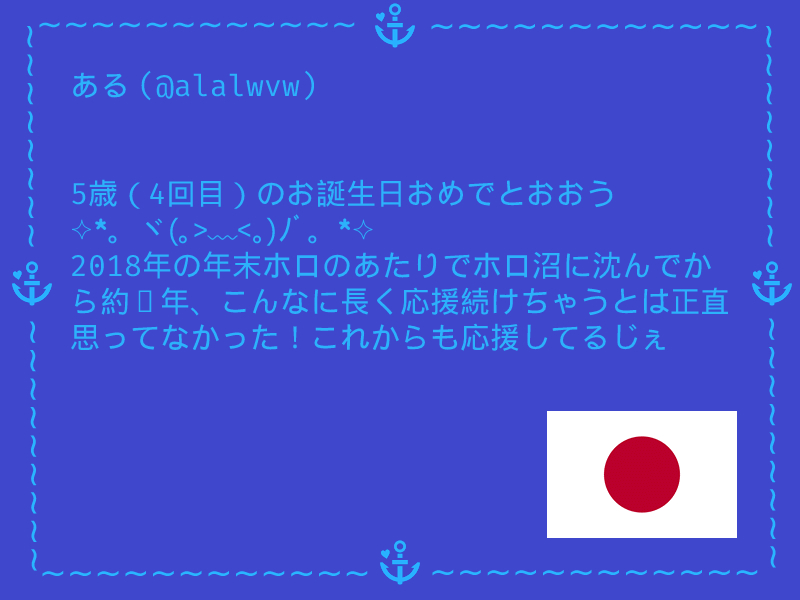 ある (@alalwvw)
5歳(4回目)のお誕生日おめでとおおう
✧*。ヾ(｡>﹏<｡)ﾉﾞ。*✧
2018年の年末ホロのあたりでホロ沼に沈んでか
ら約年、こんなに長く応援続けちゃうとは正直
思ってなかった！これからも応援してるじぇ